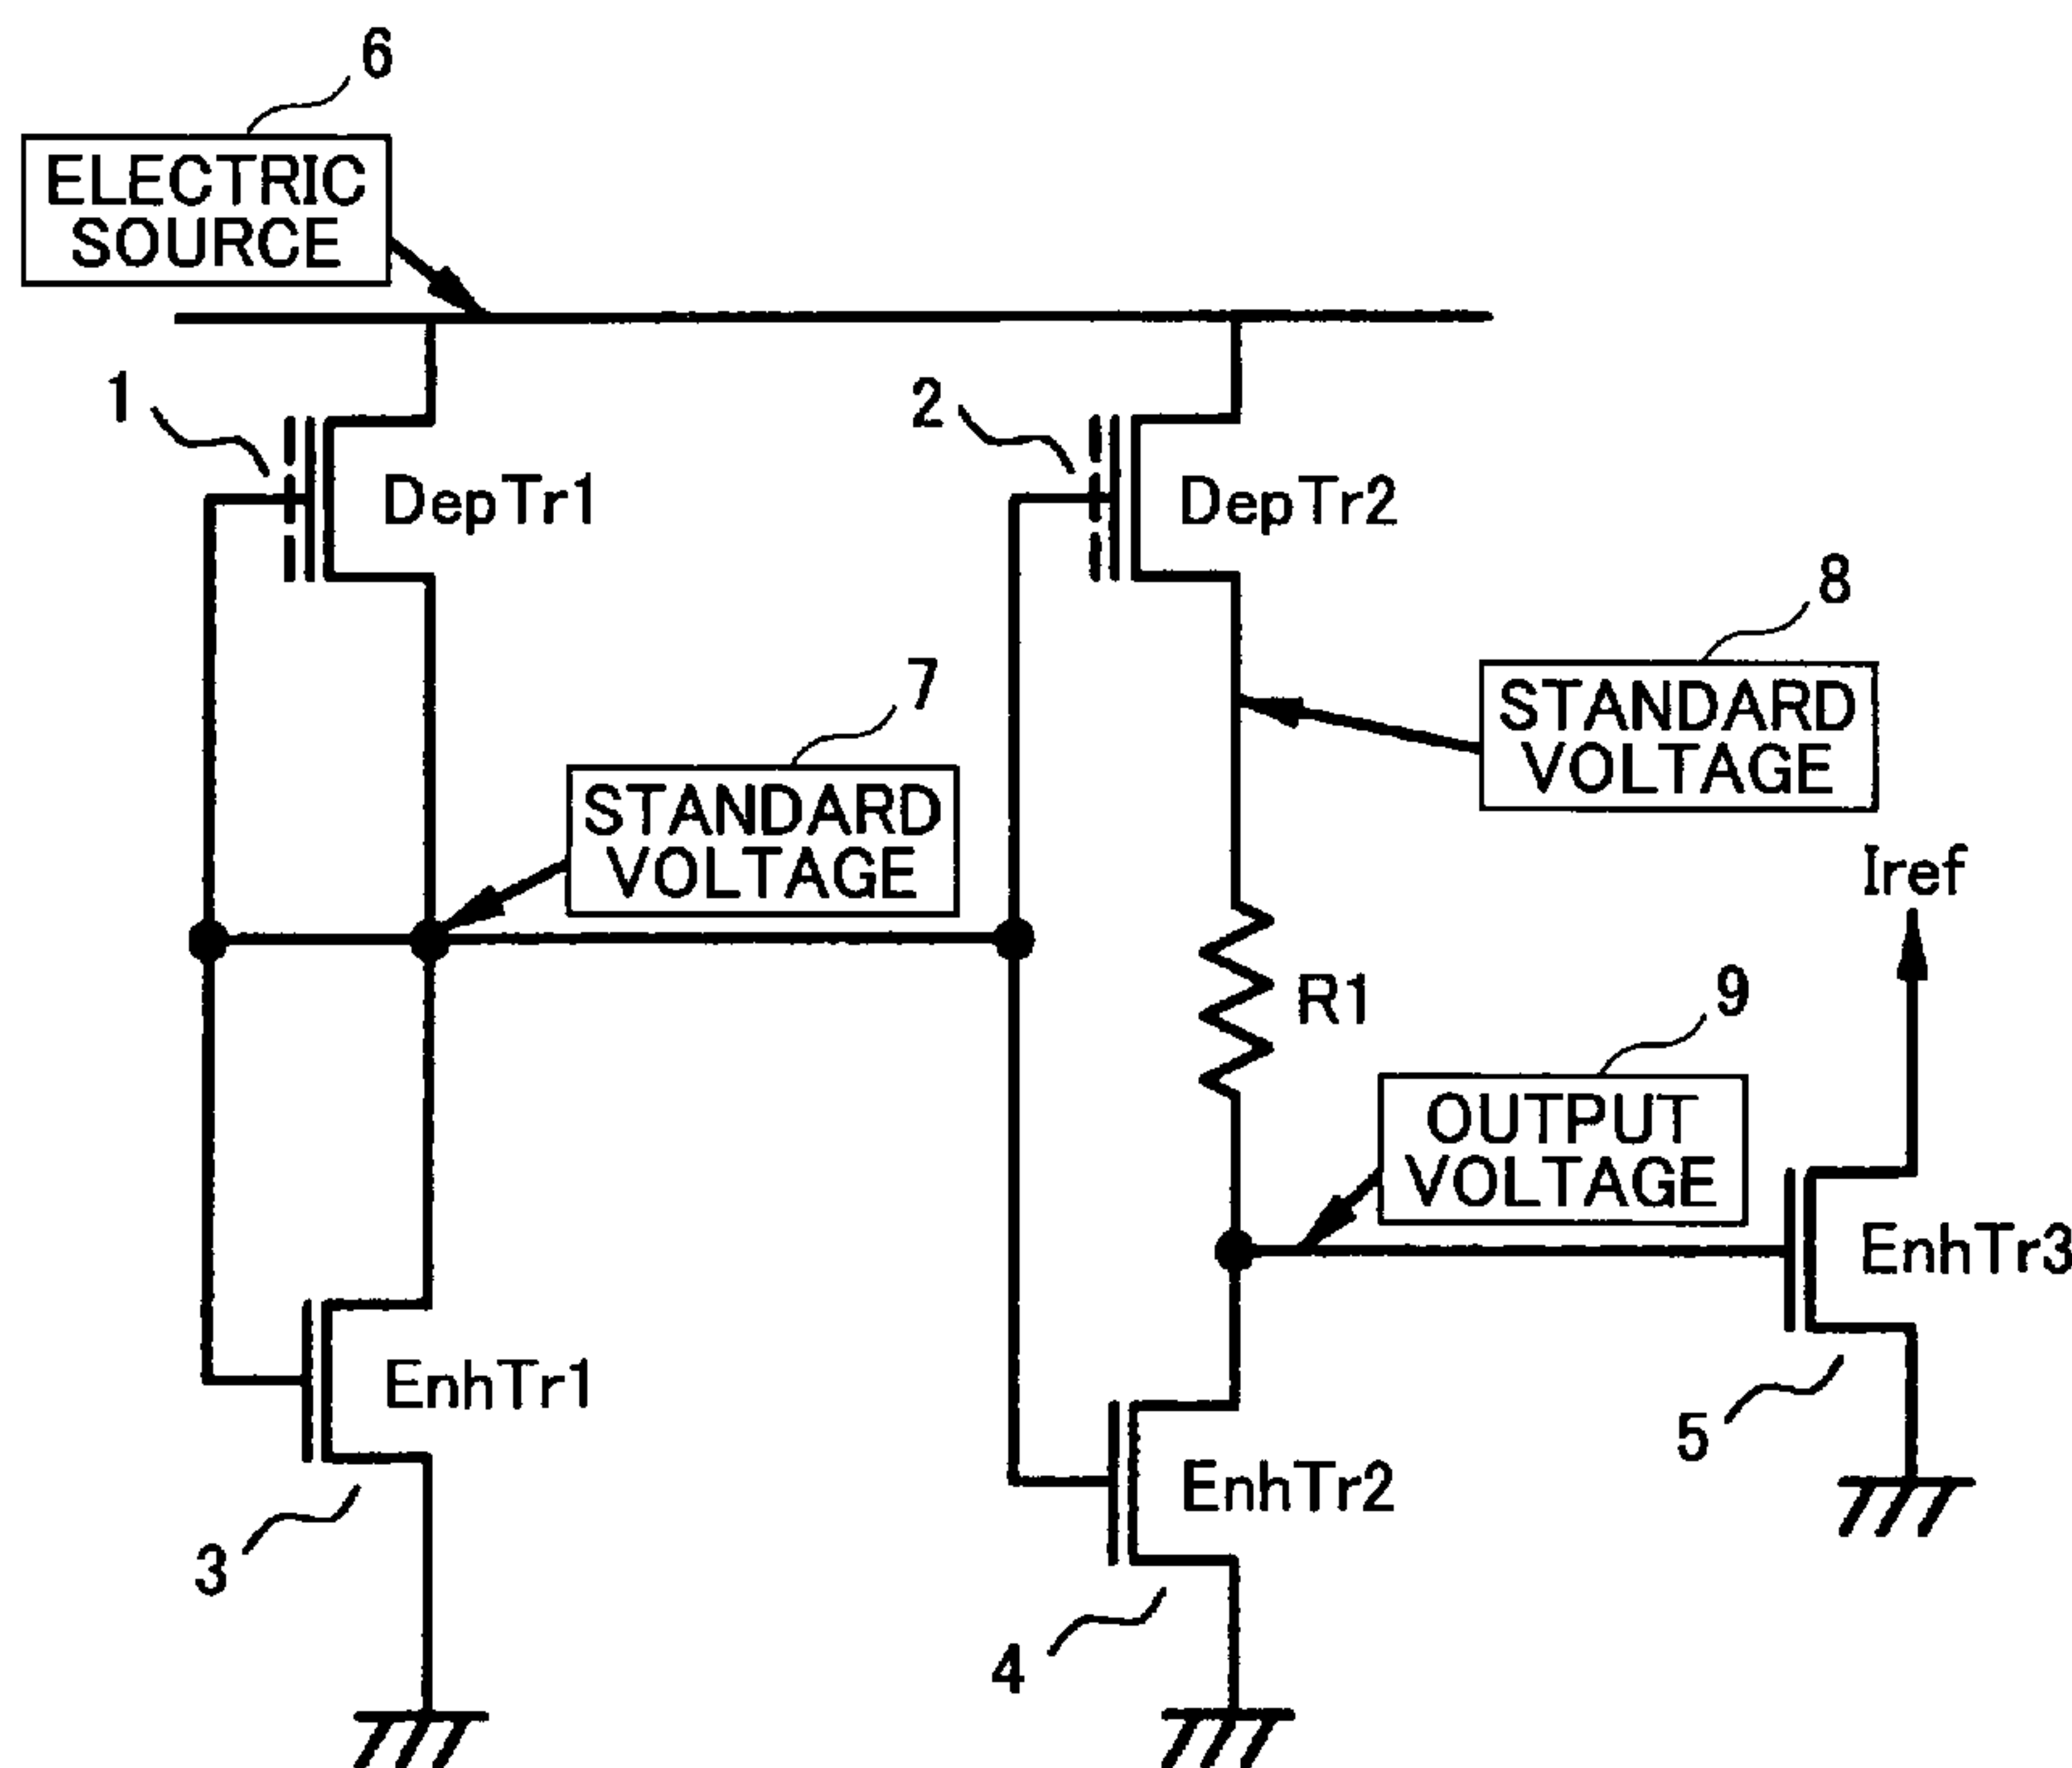 6
ELECTRIC
SOURCE
1
DepTr1
2
DepTr2
8
STANDARD
VOLTAGE
7
STANDARD
VOLTAGE
Iref
R1
9
OUTPUT
VOLTAGE
EnhTr3
5
EnhTr1
3
EnhTr2
4